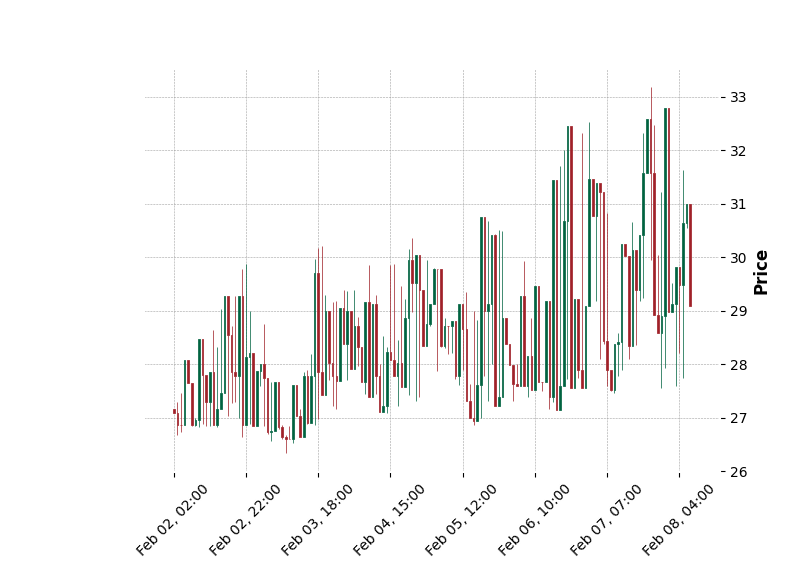 33
32
31
30
29
28
27
26
Price
Feb 02, 02:00
Feb 02, 22:00
Feb 03, 18:00
Feb 04, 15:00
Feb 05, 12:00
Feb 06, 10:00
Feb 07, 07:00
Feb 08, 04:00